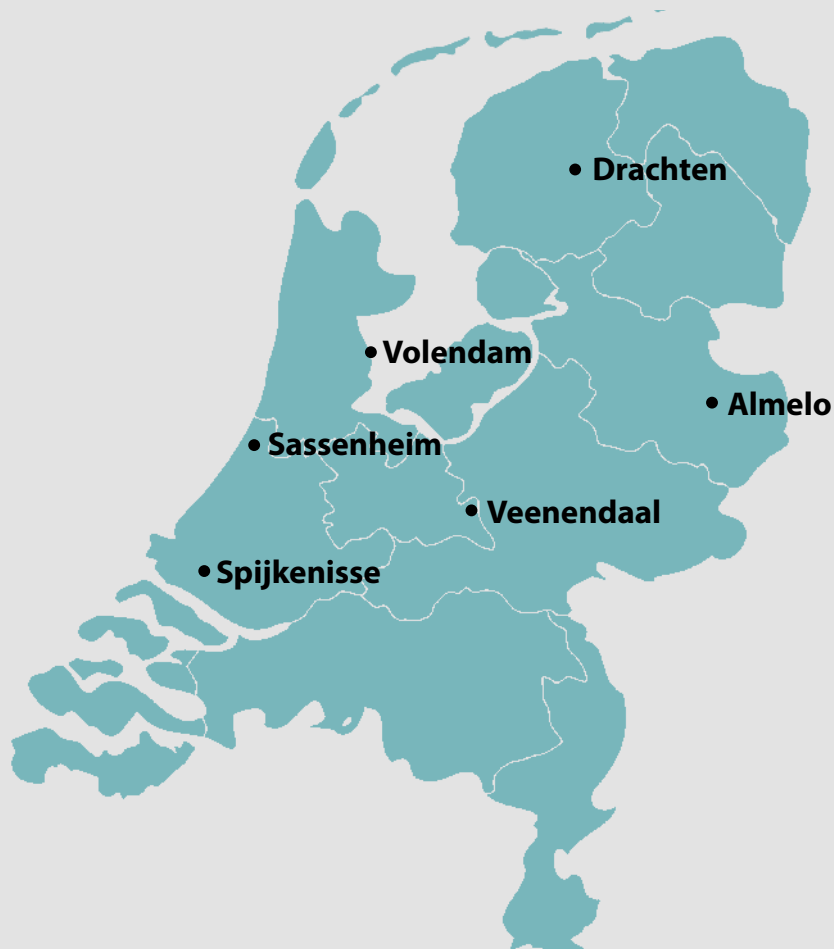 Drachten
Volendam
Almelo
Sassenheim
Veenendaal
Spijkenisse